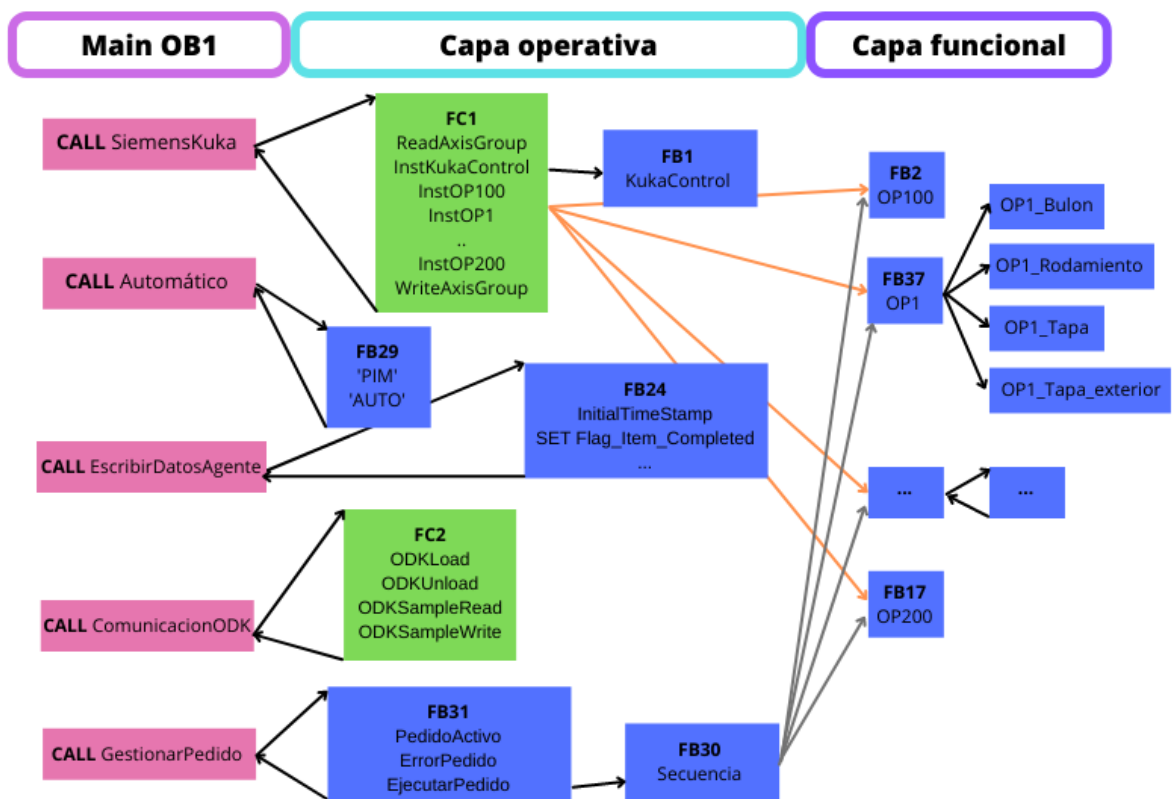 Main OB1
Capa operativa
Capa funcional
CALL SiemensKuka
FC1
ReadAxisGroup
InstKukaControl
InstOP100
InstOP1
..
InstOP200
WriteAxisGroup
FB1
KukaControl
FB2
OP100
OP1_Bulon
OP1_Rodamiento
FB37
OP1
OP1_Tapa
OP1_Tapa_exterior
CALL Automático
FB29
'PIM'
'AUTO'
CALL EscribirDatosAgente
FB24
InitialTimeStamp
SET Flag_Item_Completed
...
...
...
CALL ComunicacionODK
FC2
ODKLoad
ODKUnload
ODKSampleRead
ODKSampleWrite
FB17
OP200
CALL GestionarPedido
FB31
PedidoActivo
ErrorPedido
EjecutarPedido
FB30
Secuencia